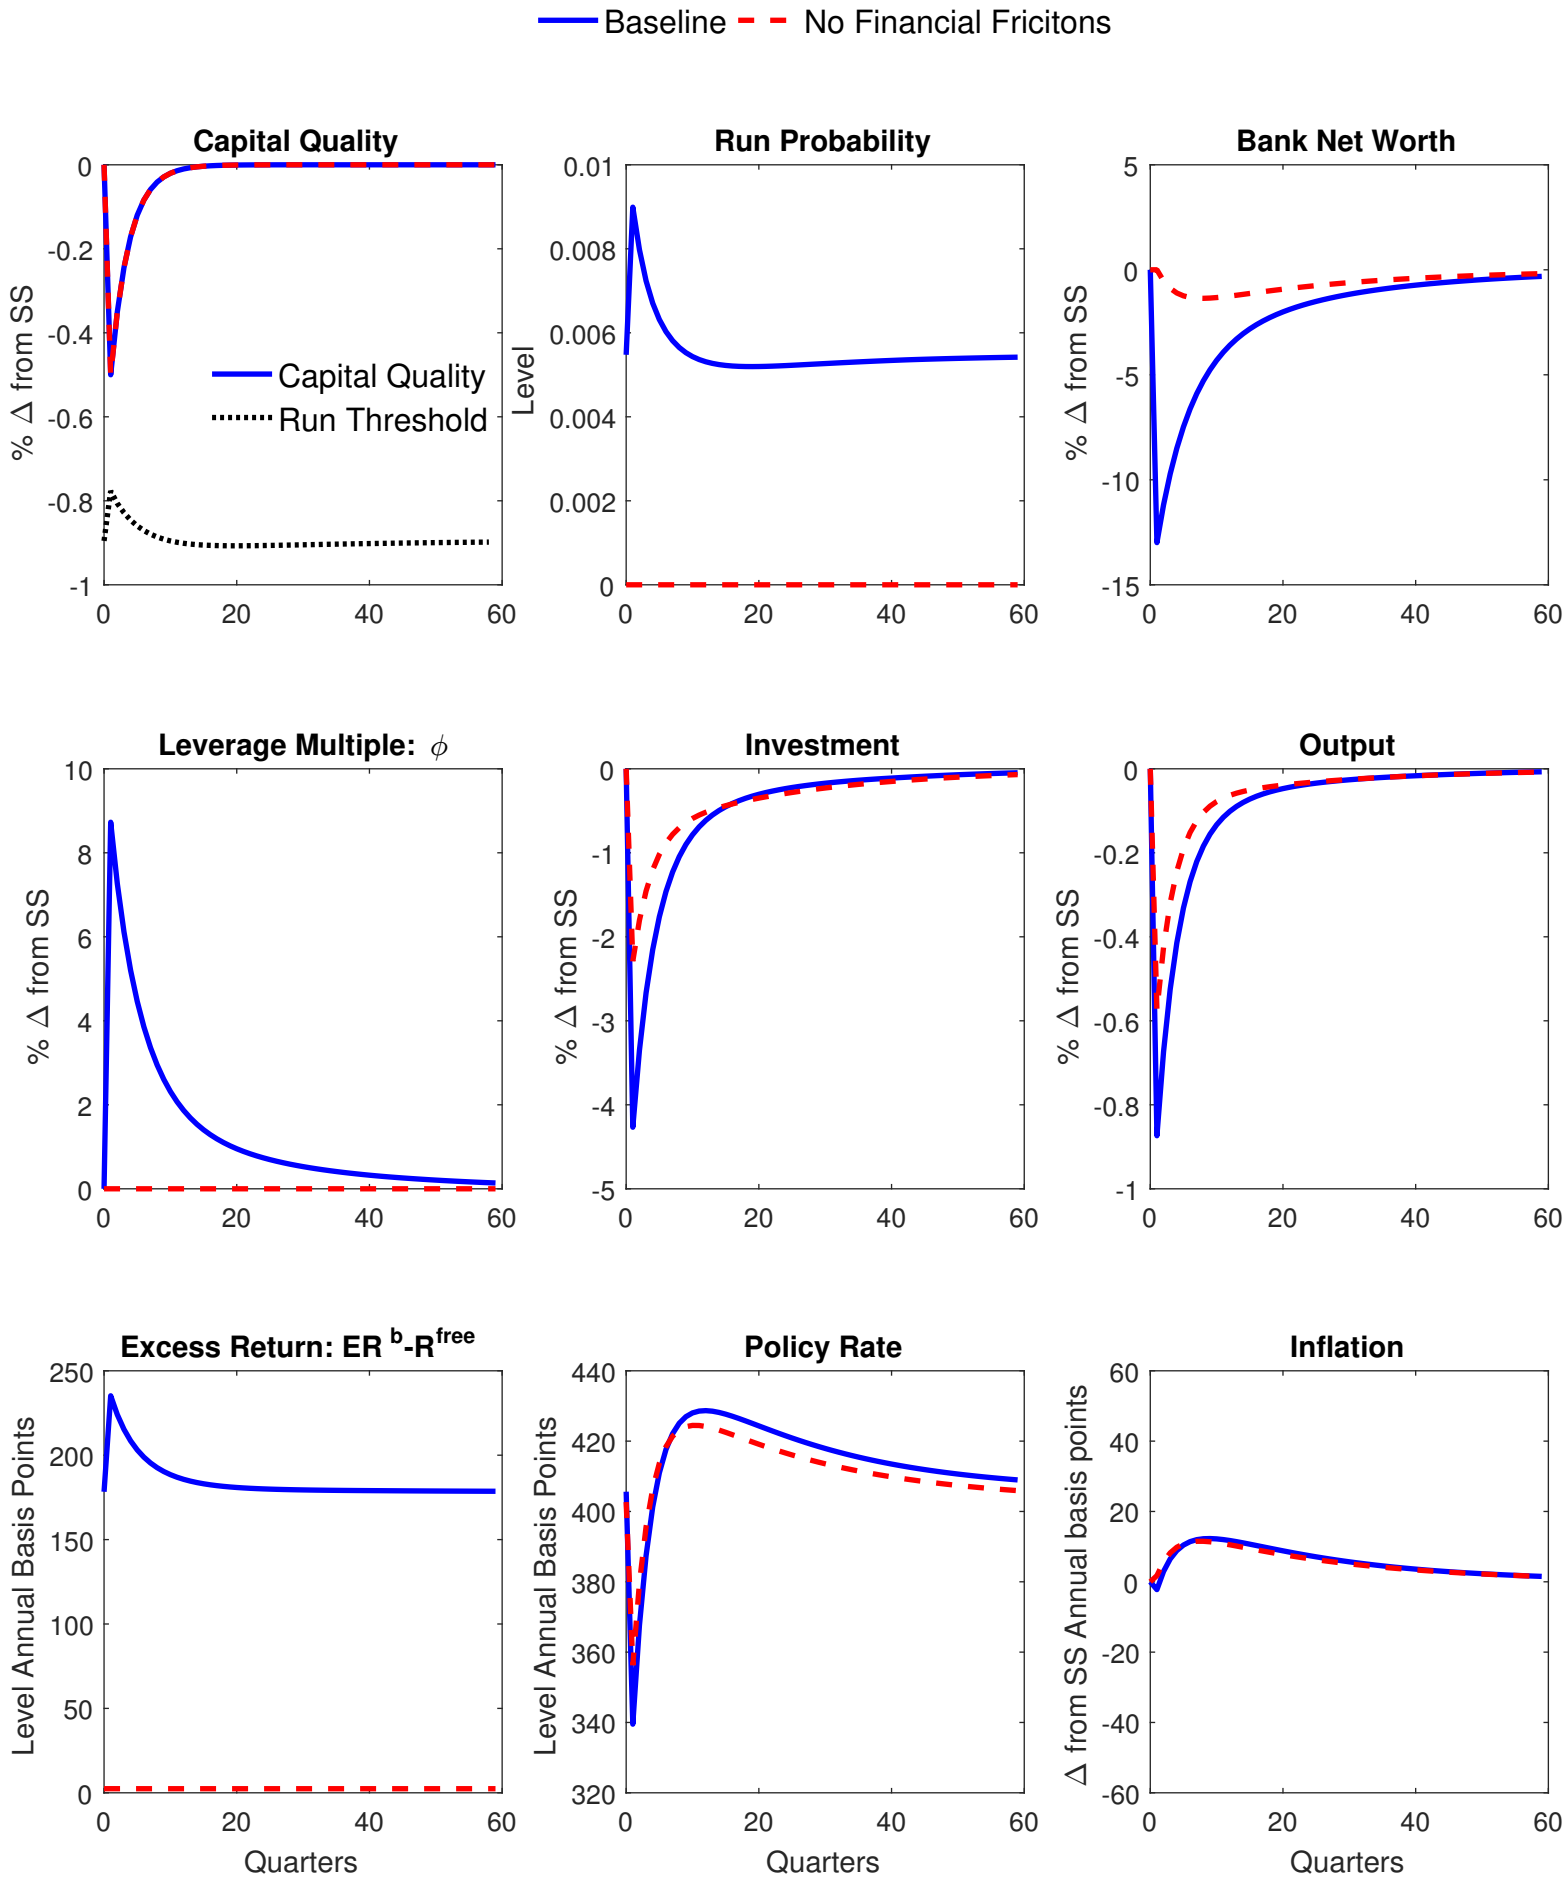 Baseline No Financial Fricitons
Capital Quality
Run Probability
Bank Net Worth
0
-0.2
-0.4
-0.6
-0.8
-1
% Δ from SS
Capital Quality
Run Threshold
0 20 40 60
0.01
0.008
0.006
0.004
0.002
0
Level
0 20 40 60
5
0
-5
-10
-15
% Δ from SS
0 20 40 60
Leverage Multiple: ϕ
Investment
Output
10
8
6
4
2
0
% Δ from SS
0 20 40 60
0
-1
-2
-3
-4
-5
% Δ from SS
0 20 40 60
0
-0.2
-0.4
-0.6
-0.8
-1
% Δ from SS
0 20 40 60
Excess Return: ER b-Rfree
Policy Rate
Inflation
250
200
150
100
50
0
Level Annual Basis Points
0 20 40 60
Quarters
440
420
400
380
360
340
320
Level Annual Basis Points
0 20 40 60
Quarters
60
40
20
0
-20
-40
-60
Δ from SS Annual basis points
0 20 40 60
Quarters